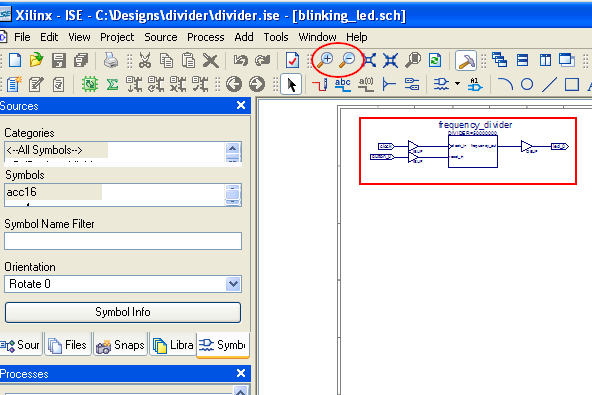 Xilinx - ISE - C:\Designs\divider\divider.ise - [blinking_led.sch]
File Edit View Project Source Process Add Tools Window Help
abc
A1
Sources
Categories
<--All Symbols-->
Symbols
acc16
Symbol Name Filter
Orientation
Rotate 0
Symbol Info
Sour Files Snaps Libra Symbo
Processes
frequency_divider